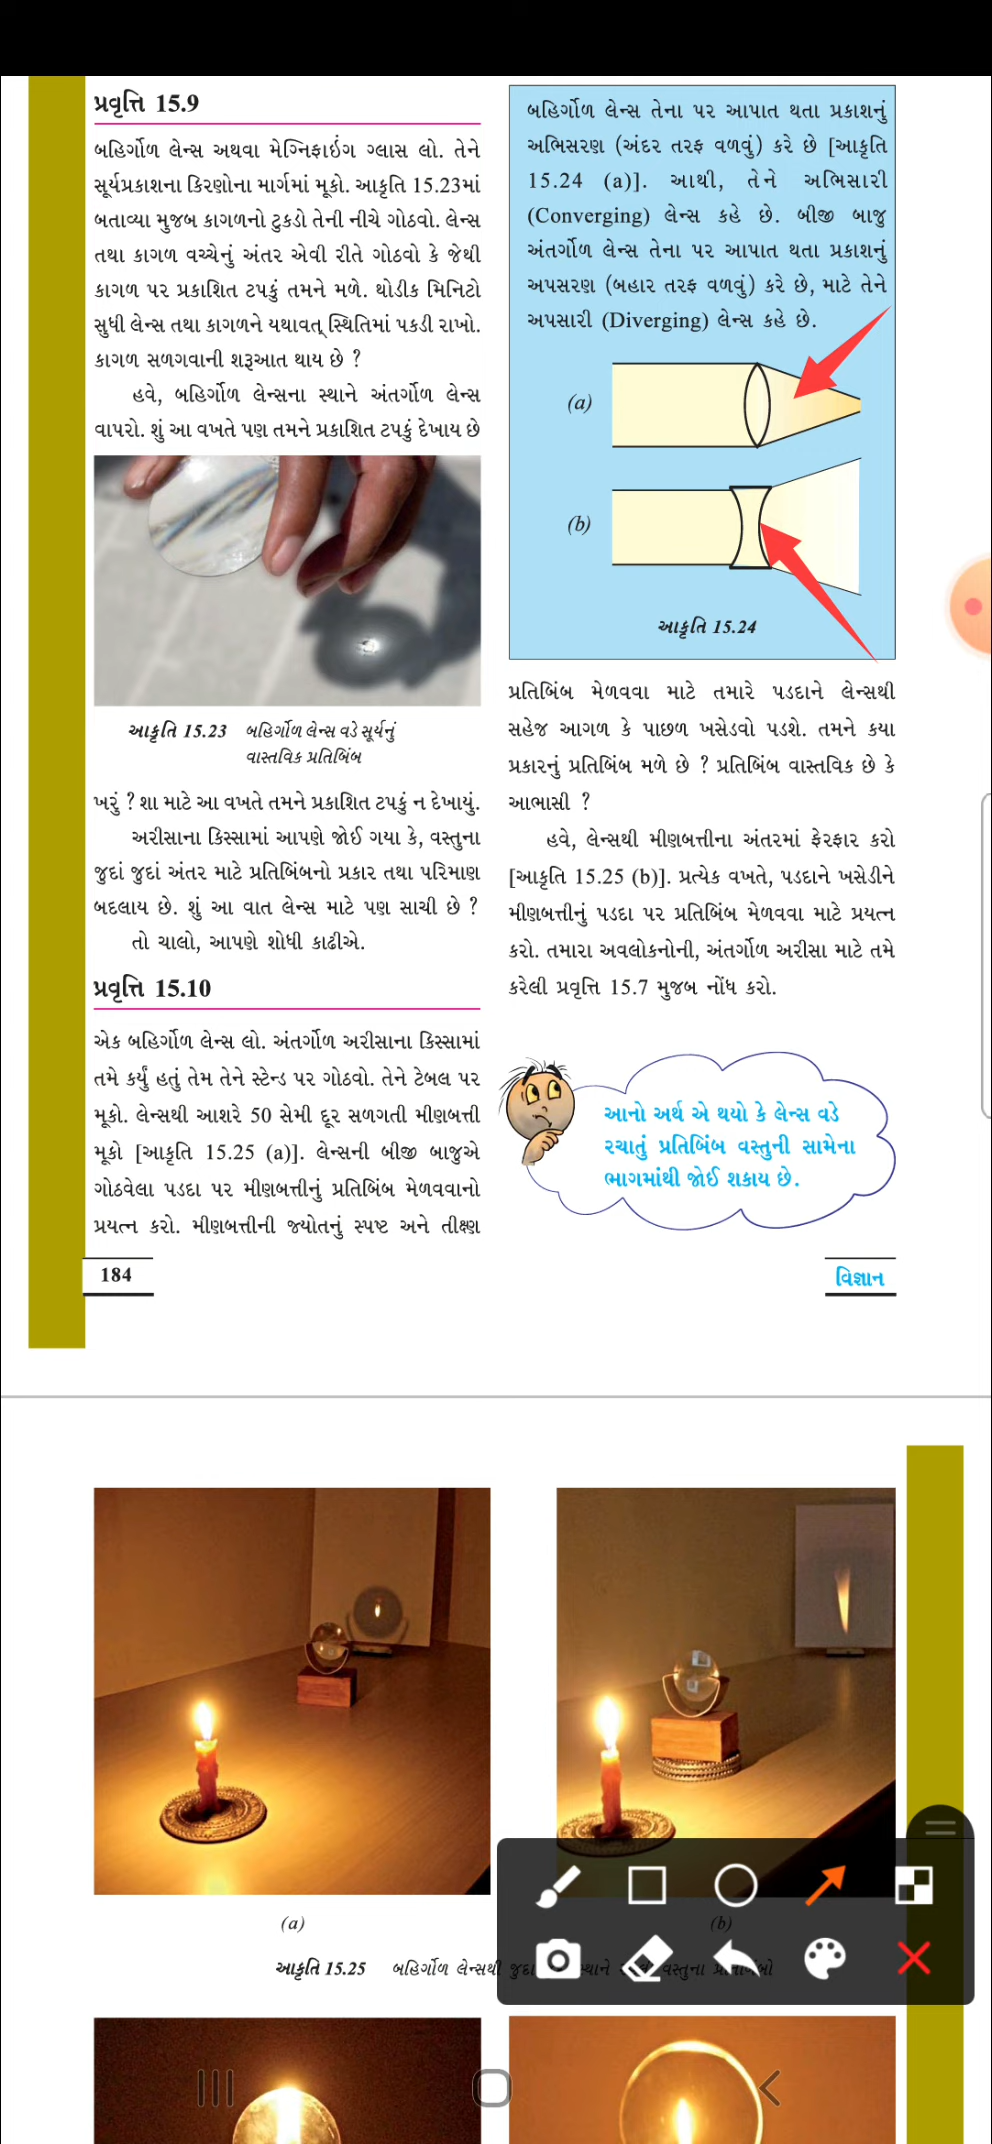 પ્રવૃત્તિ 15.9
બહિર્ગોળ લેન્સ અથવા મેગ્નિફાઇંગ ગ્લાસ લો. તેને
સૂર્યપ્રકાશના કિરણોના માર્ગમાં મૂકો. આકૃતિ 15.23માં
બતાવ્યા મુજબ કાગળનો ટુકડો તેની નીચે ગોઠવો. લેન્સ
તથા કાગળ વચ્ચેનું અંતર એવી રીતે ગોઠવો કે જેથી
કાગળ પર પ્રકાશિત ટપકું તમને મળે. થોડીક મિનિટો
સુધી લેન્સ તથા કાગળને યથાવત્ સ્થિતિમાં પકડી રાખો.
કાગળ સળગવાની શરૂઆત થાય છે ?
હવે, બહિર્ગોળ લેન્સના સ્થાને અંતર્ગોળ લેન્સ
વાપરો. શું આ વખતે પણ તમને પ્રકાશિત ટપકું દેખાય છે
આકૃતિ 15.23 બહિર્ગોળ લેન્સ વડે સૂર્યનું
વાસ્તવિક પ્રતિબિંબ
ખરું ? શા માટે આ વખતે તમને પ્રકાશિત ટપકું ન દેખાયું.
અરીસાના કિસ્સામાં આપણે જોઈ ગયા કે, વસ્તુના
જુદાં જુદાં અંતર માટે પ્રતિબિંબનો પ્રકાર તથા પરિમાણ
બદલાય છે. શું આ વાત લેન્સ માટે પણ સાચી છે ?
તો ચાલો, આપણે શોધી કાઢીએ.
પ્રવૃત્તિ 15.10
એક બહિર્ગોળ લેન્સ લો. અંતર્ગોળ અરીસાના કિસ્સામાં
તમે કર્યું હતું તેમ તેને સ્ટેન્ડ પર ગોઠવો. તેને ટેબલ પર
મૂકો. લેન્સથી આશરે 50 સેમી દૂર સળગતી મીણબત્તી
મૂકો [આકૃતિ 15.25 (a)]. લેન્સની બીજી બાજુએ
ગોઠવેલા પડદા પર મીણબત્તીનું પ્રતિબિંબ મેળવવાનો
પ્રયત્ન કરો. મીણબત્તીની જ્યોતનું સ્પષ્ટ અને તીક્ષ્ણ
બહિર્ગોળ લેન્સ તેના પર આપાત થતા પ્રકાશનું
અભિસરણ (અંદર તરફ વળવું) કરે છે [આકૃતિ
15.24 (a)]. આથી, તેને અભિસારી
(Converging) લેન્સ કહે છે. બીજી બાજુ
અંતર્ગોળ લેન્સ તેના પર આપાત થતા પ્રકાશનું
અપસરણ (બહાર તરફ વળવું) કરે છે, માટે તેને
અપસારી (Diverging) લેન્સ કહે છે.
(a)
(b)
આકૃતિ 15.24
પ્રતિબિંબ મેળવવા માટે તમારે પડદાને લેન્સથી
સહેજ આગળ કે પાછળ ખસેડવો પડશે. તમને કયા
પ્રકારનું પ્રતિબિંબ મળે છે ? પ્રતિબિંબ વાસ્તવિક છે કે
આભાસી ?
હવે, લેન્સથી મીણબત્તીના અંતરમાં ફેરફાર કરો
[આકૃતિ 15.25 (b)]. પ્રત્યેક વખતે, પડદાને ખસેડીને
મીણબત્તીનું પડદા પર પ્રતિબિંબ મેળવવા માટે પ્રયત્ન
કરો. તમારા અવલોકનોની, અંતર્ગોળ અરીસા માટે તમે
કરેલી પ્રવૃત્તિ 15.7 મુજબ નોંધ કરો.
આનો અર્થ એ થયો કે લેન્સ વડે
રચાતું પ્રતિબિંબ વસ્તુની સામેના
ભાગમાંથી જોઈ શકાય છે.
184
વિજ્ઞાન
(a)
(b)
આકૃતિ 15.25 બહિર્ગોળ લેન્સથી વસ્તુના